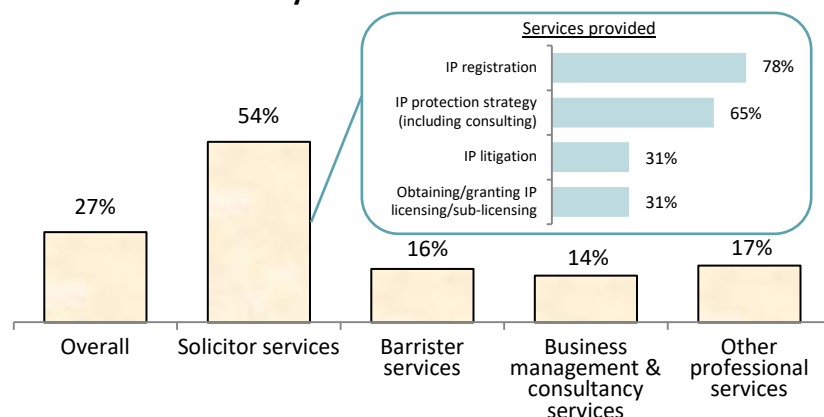 Services provided
IP registration
78%
IP protection strategy
(including consulting)
65%
IP litigation
31%
Obtaining/granting IP
licensing/sub-licensing
31%
27%
54%
16%
14%
17%
Overall
Solicitor services
Barrister
services
Business
management &
consultancy
services
Other
professional
services